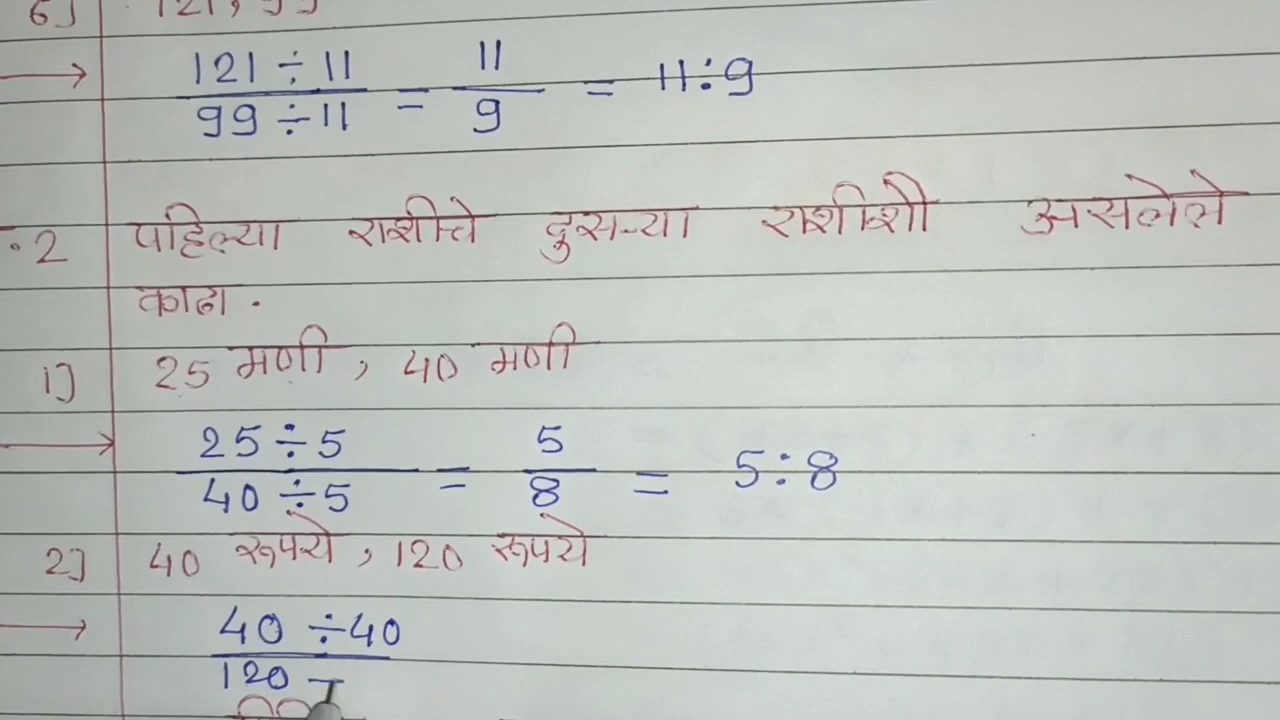 6)
121 ÷ 11 / 99 ÷ 11 = 11 / 9 = 11:9
·2 पहिल्या राशीचे दुसऱ्या राशीशी असलेले
काढा.
1) 25 मणी, 40 मणी
25 ÷ 5 / 40 ÷ 5 = 5 / 8 = 5:8
2) 40 रूपये, 120 रूपये
40 ÷ 40 / 120 –